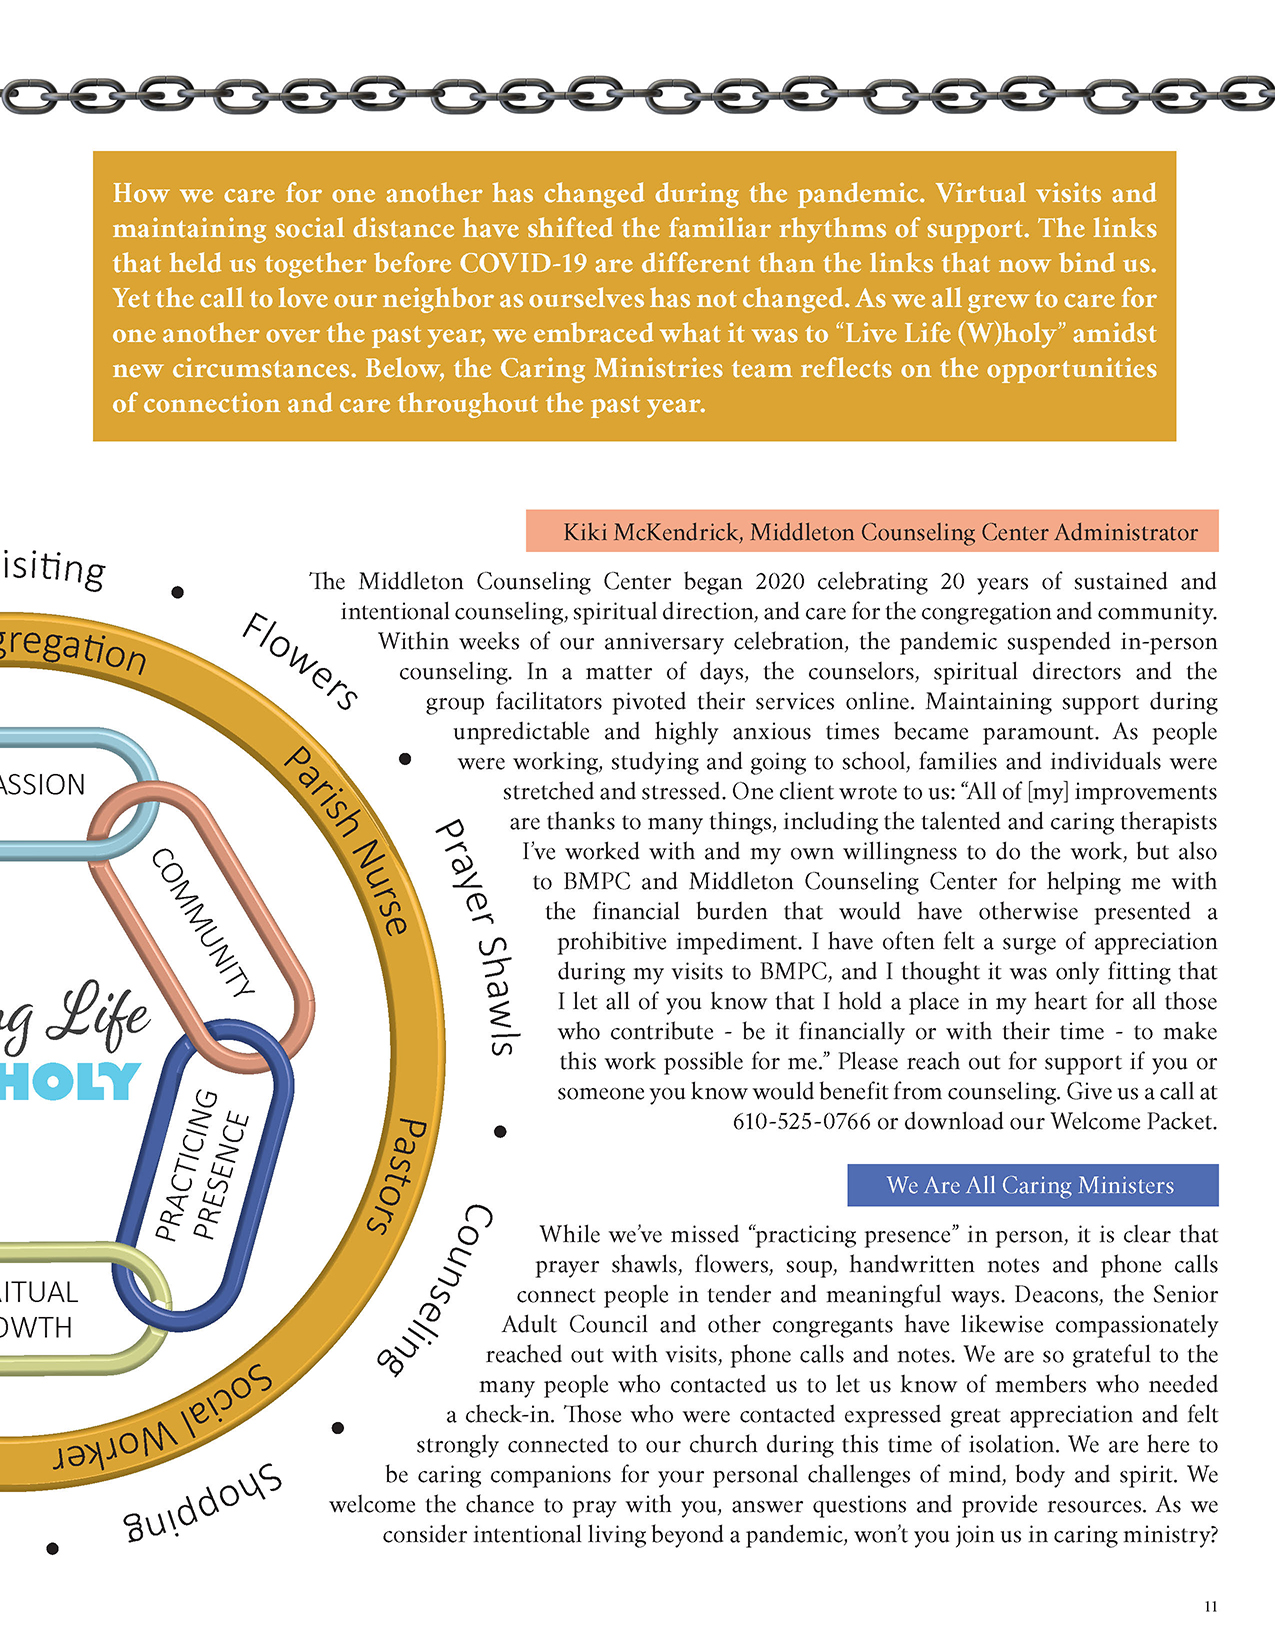 How we care for one another has changed during the pandemic. Virtual visits and
maintaining social distance have shifted the familiar rhythms of support. The links
that held us together before COVID-19 are different than the links that now bind us.
Yet the call to love our neighbor as ourselves has not changed. As we all grew to care for
one another over the past year, we embraced what it was to “Live Life (W)holy” amidst
new circumstances. Below, the Caring Ministries team reflects on the opportunities
of connection and care throughout the past year.
isiting
•
Flowers
•
Prayer Shawls
•
Counseling
•
Shopping
•
gregation
Parish Nurse
Pastors
Social Worker
ASSION
COMMUNITY
PRACTICING
PRESENCE
ITUAL
OWTH
ng Life
HOLY
Kiki McKendrick, Middleton Counseling Center Administrator
The Middleton Counseling Center began 2020 celebrating 20 years of sustained and
intentional counseling, spiritual direction, and care for the congregation and community.
Within weeks of our anniversary celebration, the pandemic suspended in-person
counseling. In a matter of days, the counselors, spiritual directors and the
group facilitators pivoted their services online. Maintaining support during
unpredictable and highly anxious times became paramount. As people
were working, studying and going to school, families and individuals were
stretched and stressed. One client wrote to us: “All of [my] improvements
are thanks to many things, including the talented and caring therapists
I’ve worked with and my own willingness to do the work, but also
to BMPC and Middleton Counseling Center for helping me with
the financial burden that would have otherwise presented a
prohibitive impediment. I have often felt a surge of appreciation
during my visits to BMPC, and I thought it was only fitting that
I let all of you know that I hold a place in my heart for all those
who contribute - be it financially or with their time - to make
this work possible for me.” Please reach out for support if you or
someone you know would benefit from counseling. Give us a call at
610-525-0766 or download our Welcome Packet.
We Are All Caring Ministers
While we’ve missed “practicing presence” in person, it is clear that
prayer shawls, flowers, soup, handwritten notes and phone calls
connect people in tender and meaningful ways. Deacons, the Senior
Adult Council and other congregants have likewise compassionately
reached out with visits, phone calls and notes. We are so grateful to the
many people who contacted us to let us know of members who needed
a check-in. Those who were contacted expressed great appreciation and felt
strongly connected to our church during this time of isolation. We are here to
be caring companions for your personal challenges of mind, body and spirit. We
welcome the chance to pray with you, answer questions and provide resources. As we
consider intentional living beyond a pandemic, won’t you join us in caring ministry?
11